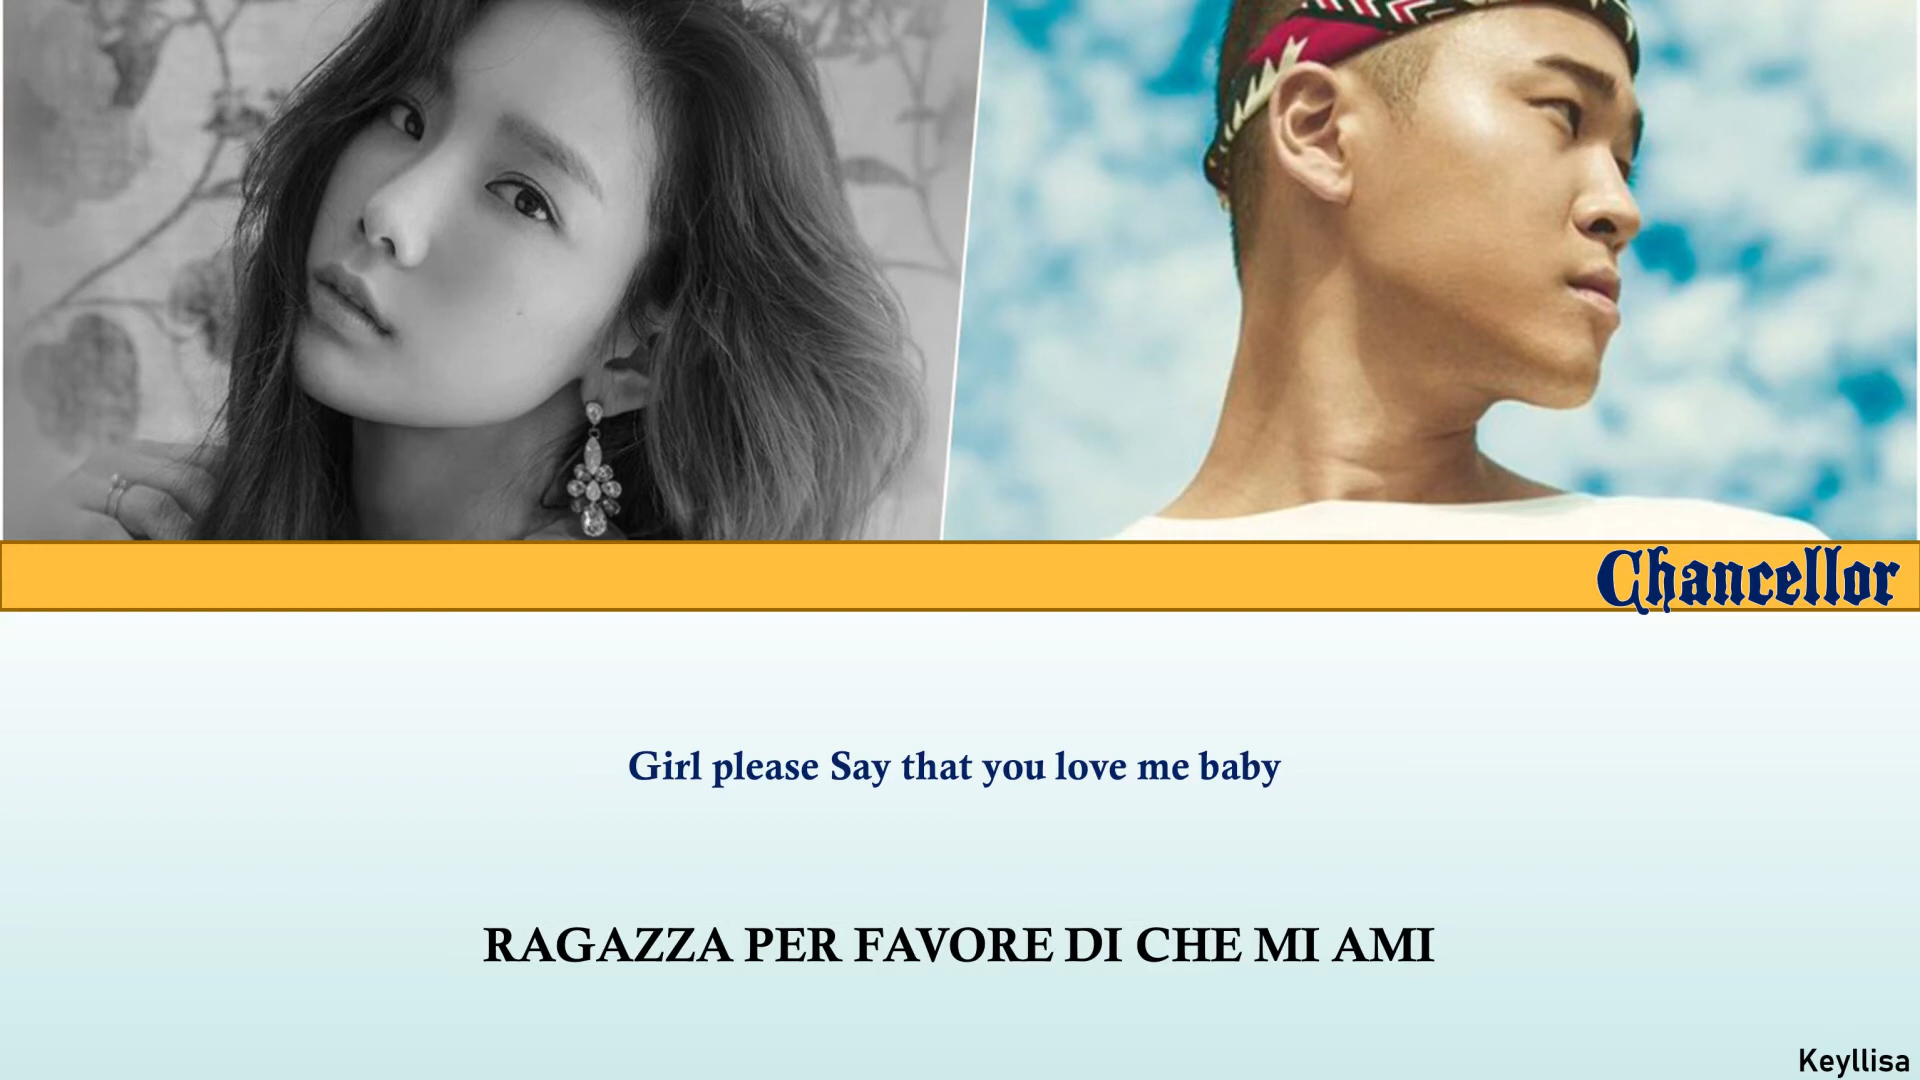 Chancellor
Girl please Say that you love me baby
RAGAZZA PER FAVORE DI CHE MI AMI
Keyllisa